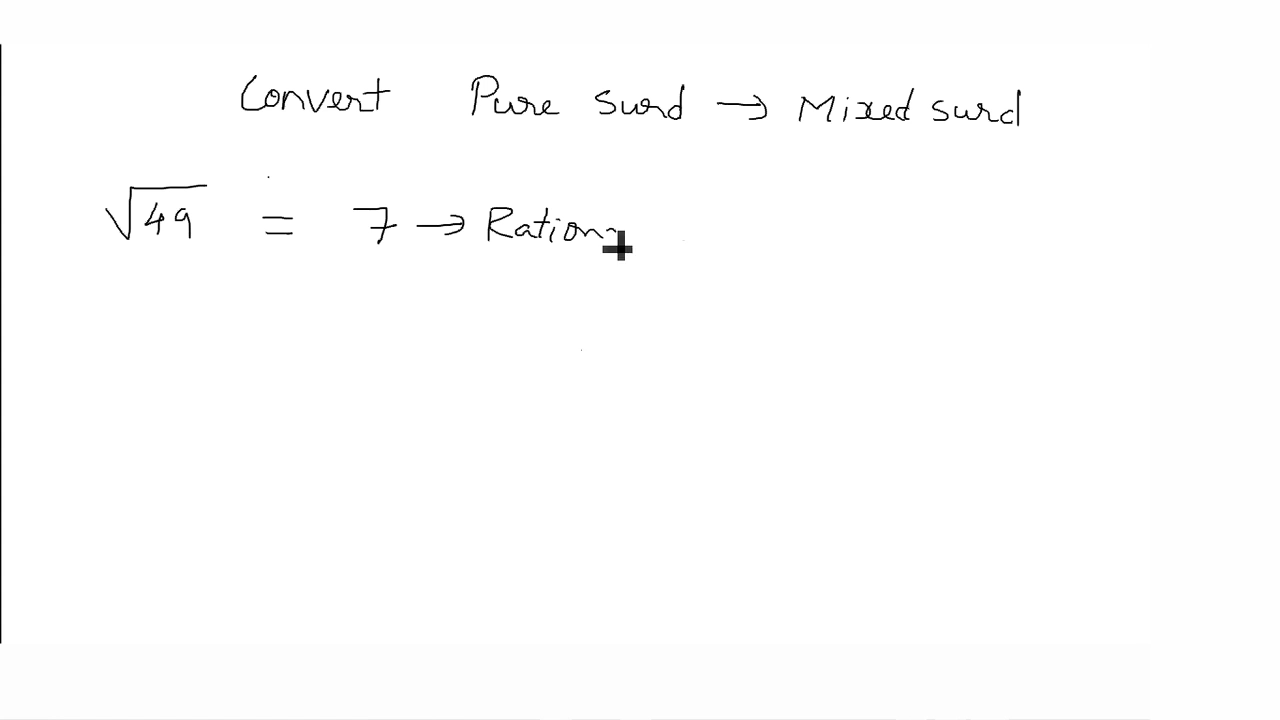 Convert Pure surd → Mixed surd
√49 = 7 → Ration